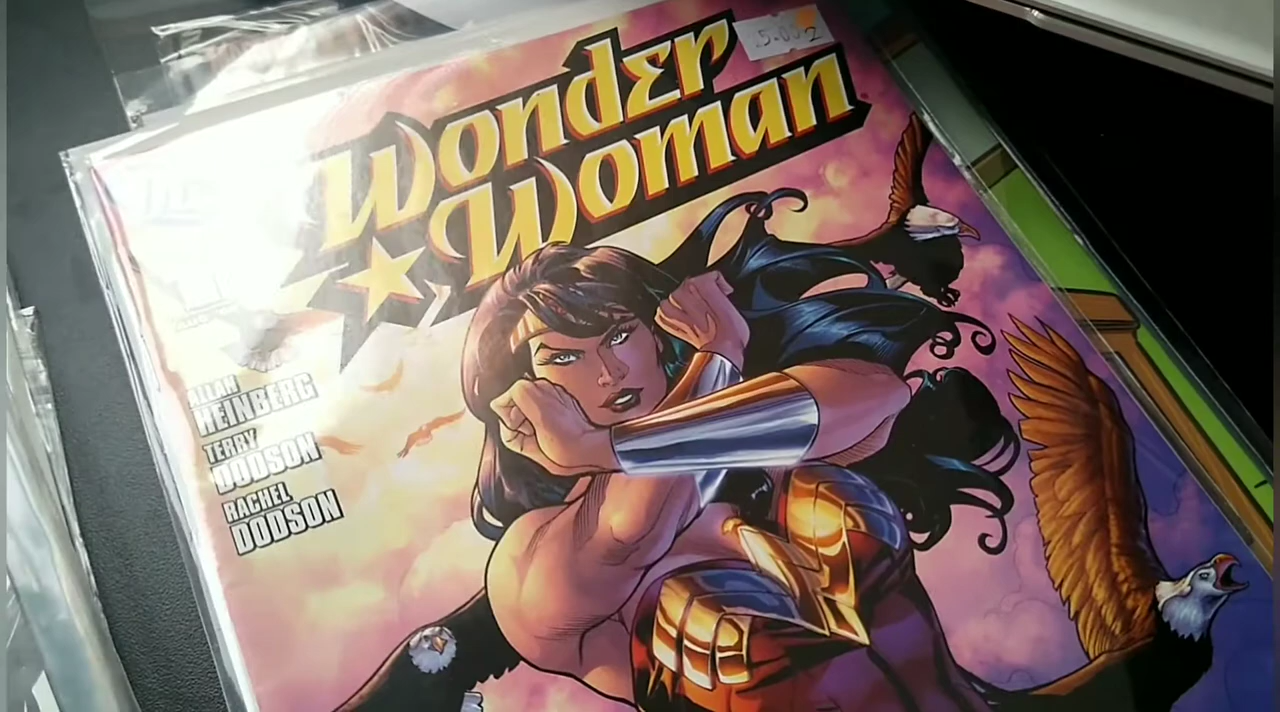 Wonder
Woman
ALLAN
HEINBERG
TERRY
DODSON
RACHEL
DODSON